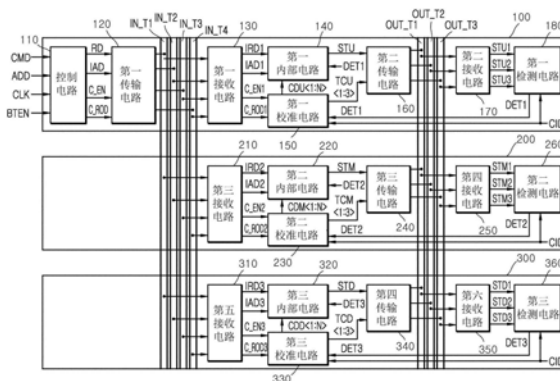 110
CMD
ADD
CLK
BTEN
控制电路
RD
IAD
C_EN
C_ROD
120
第一传输电路
IN_T1
IN_T2
IN_T3
IN_T4
130
第一接收电路
IRD1
IAD1
C_EN1
C_ROD1
140
第一内部电路
CDU<1:N>
第一校准电路
150
STU
DET1
TCU
<1:3>
DET1
第二传输电路
160
OUT_T1
OUT_T2
OUT_T3
第二接收电路
170
100
STU1
STU2
STU3
180
第一检测电路
210
第三接收电路
IRD2
IAD2
C_EN2
C_ROD2
220
第二内部电路
CDM<1:N>
第二校准电路
230
STM
DET2
TCM
<1:3>
DET2
第三传输电路
240
第四接收电路
250
200
STM1
STM2
STM3
DET2
260
第二检测电路
310
第五接收电路
IRD3
IAD3
C_EN3
C_ROD3
320
第三内部电路
CDD<1:N>
第三校准电路
330
STD
DET3
TCD
<1:3>
DET3
第四传输电路
340
第六接收电路
350
300
STD1
STD2
STD3
DET3
360
第三检测电路